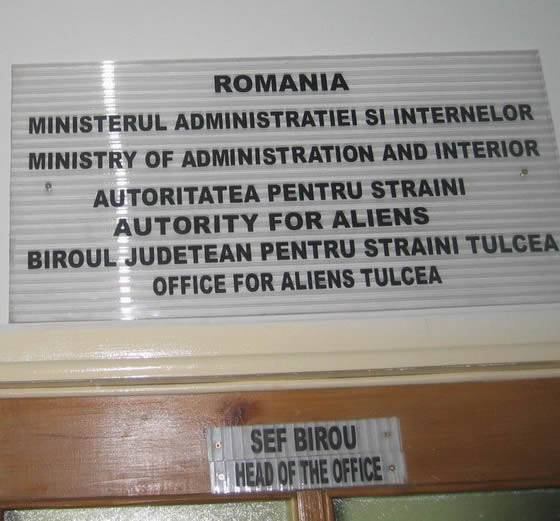 ROMANIA
MINISTERUL ADMINISTRATIEI SI INTERNELOR
MINISTRY OF ADMINISTRATION AND INTERIOR
AUTORITATEA PENTRU STRAINI
AUTORITY FOR ALIENS
BIROUL JUDETEAN PENTRU STRAINI TULCEA
OFFICE FOR ALIENS TULCEA
SEF BIROU
HEAD OF THE OFFICE